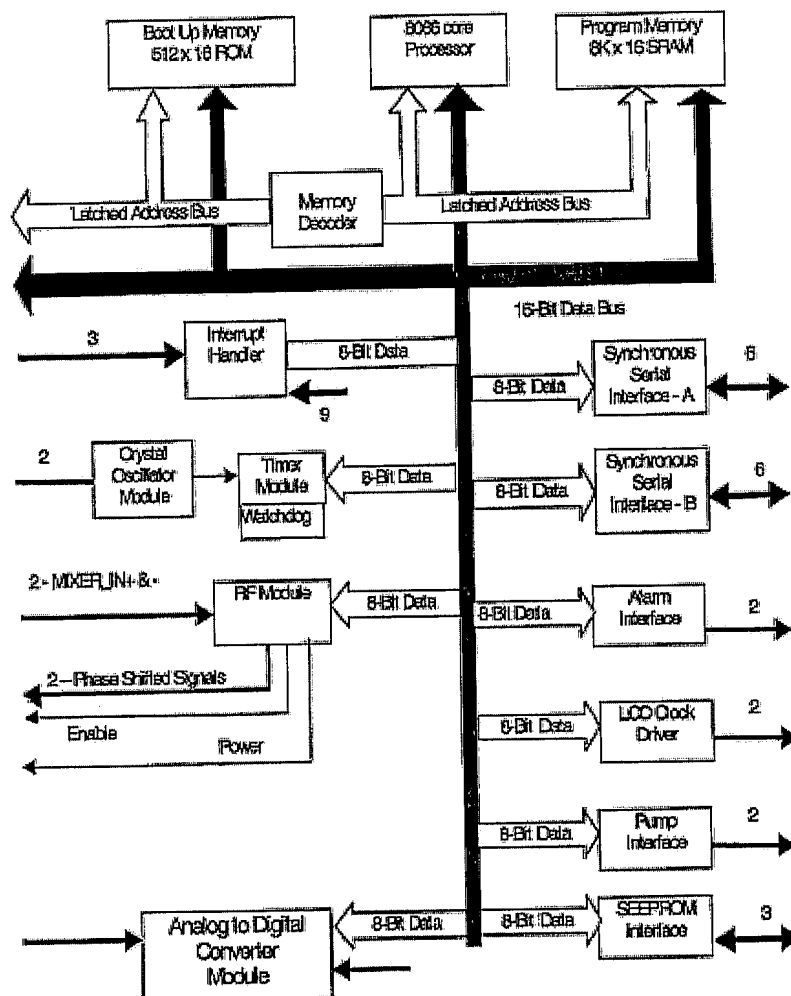 Boot Up Memory
512 x 16 ROM
8086 core
Processor
Program Memory
8K x 16 SRAM
Latched Address Bus
Memory
Decoder
Latched Address Bus
16-Bit Data Bus
3
Interrupt
Handler
8-Bit Data
9
8-Bit Data
Synchronous
Serial
Interface - A
6
2
Crystal
Oscillator
Module
Timer
Module
Watchdog
8-Bit Data
8-Bit Data
Synchronous
Serial
Interface - B
6
2 - MIXER_IN+ & -
RF Module
8-Bit Data
8-Bit Data
Alarm
Interface
2
2 - Phase Shifted Signals
Enable
Power
8-Bit Data
LCD Clock
Driver
2
8-Bit Data
Pump
Interface
2
Analog to Digital
Converter
Module
8-Bit Data
8-Bit Data
SEEPROM
Interface
3